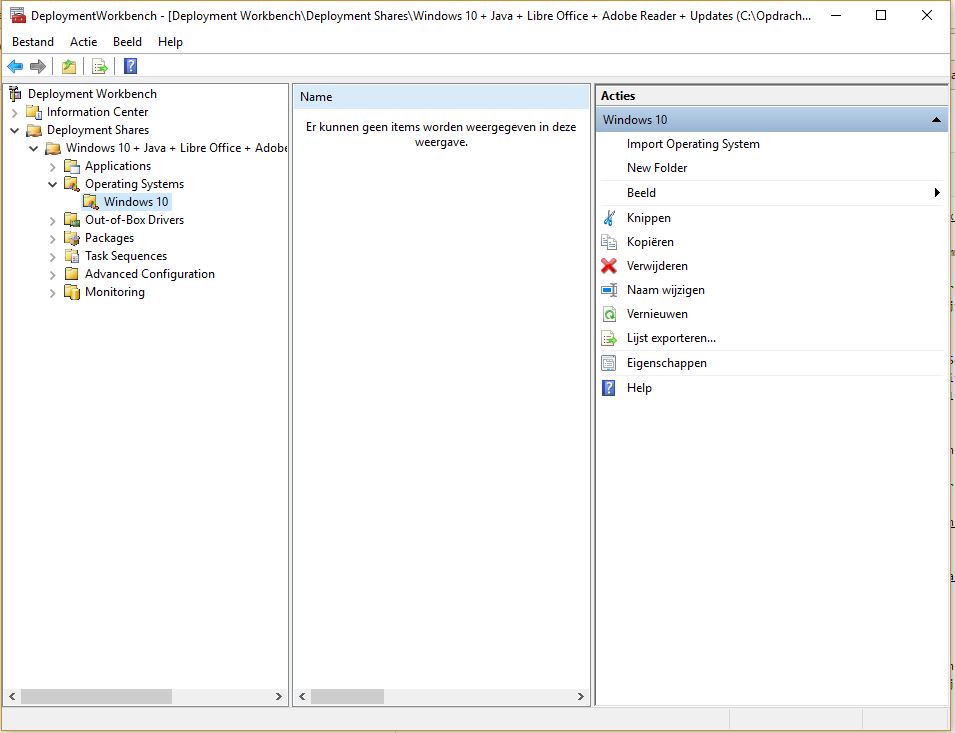 DeploymentWorkbench - [Deployment Workbench\Deployment Shares\Windows 10 + Java + Libre Office + Adobe Reader + Updates (C:\Opdrach...
Bestand Actie Beeld Help
Deployment Workbench
Information Center
Deployment Shares
Windows 10 + Java + Libre Office + Adobe
Applications
Operating Systems
Windows 10
Out-of-Box Drivers
Packages
Task Sequences
Advanced Configuration
Monitoring
Name
Er kunnen geen items worden weergegeven in deze
weergave.
Acties
Windows 10
Import Operating System
New Folder
Beeld
Knippen
Kopiëren
Verwijderen
Naam wijzigen
Vernieuwen
Lijst exporteren...
Eigenschappen
Help